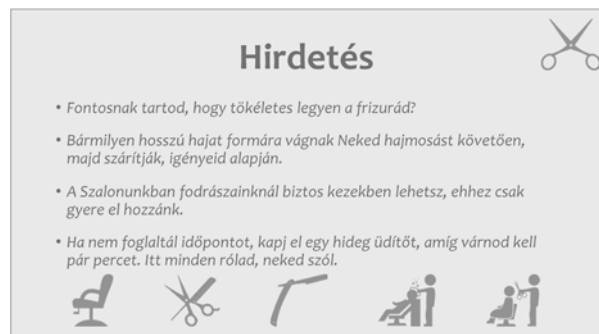 Hirdetés
• Fontosnak tartod, hogy tökéletes legyen a frizurád?
• Bármilyen hosszú hajat formára vágnak Neked hajmosást követően,
majd szárítják, igényeid alapján.
• A Szalonunkban fodrászainknál biztos kezekben lehetsz, ehhez csak
gyere el hozzánk.
• Ha nem foglaltál időpontot, kapj el egy hideg üdítőt, amíg várnod kell
pár percet. Itt minden rólad, neked szól.